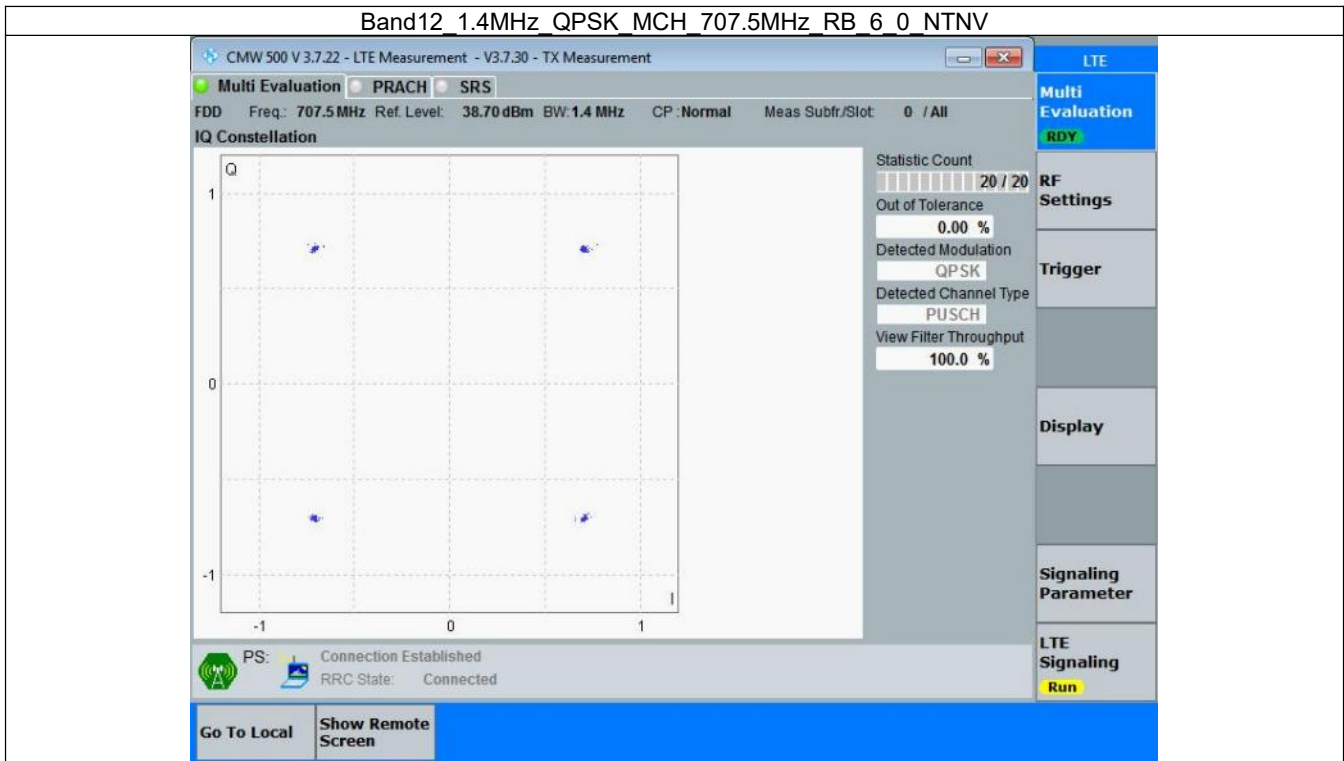 Band12_1.4MHz_QPSK_MCH_707.5MHz_RB_6_0_NTNV
CMW 500 V 3.7.22 - LTE Measurement - V3.7.30 - TX Measurement
LTE
Multi Evaluation PRACH SRS
FDD Freq.: 707.5 MHz Ref. Level: 38.70 dBm BW: 1.4 MHz CP : Normal Meas Subfr./Slot: 0 / All
IQ Constellation
Q
1
0
-1
-1 0 1
I
Statistic Count
20 / 20
Out of Tolerance
0.00 %
Detected Modulation
QPSK
Detected Channel Type
PUSCH
View Filter Throughput
100.0 %
Multi
Evaluation
RDY
RF
Settings
Trigger
Display
Signaling
Parameter
LTE
Signaling
Run
PS: Connection Established
RRC State: Connected
Go To Local
Show Remote
Screen